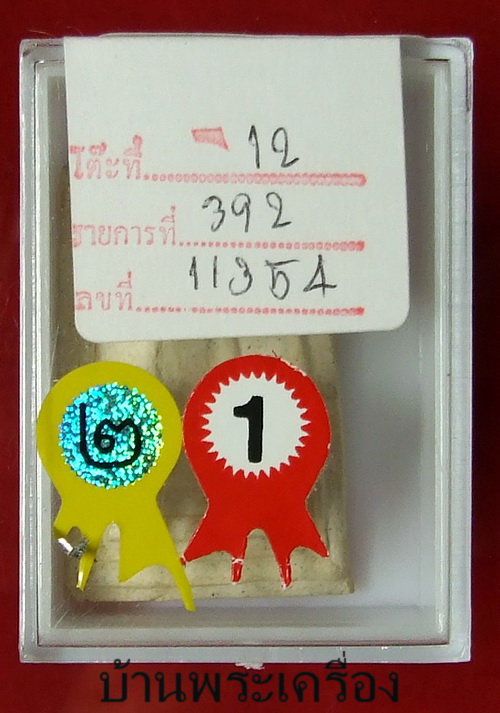 โต๊ะที่ 12
รายการที่ 392
เลขที่ 11354
๒ 1
บ้านพระเครื่อง